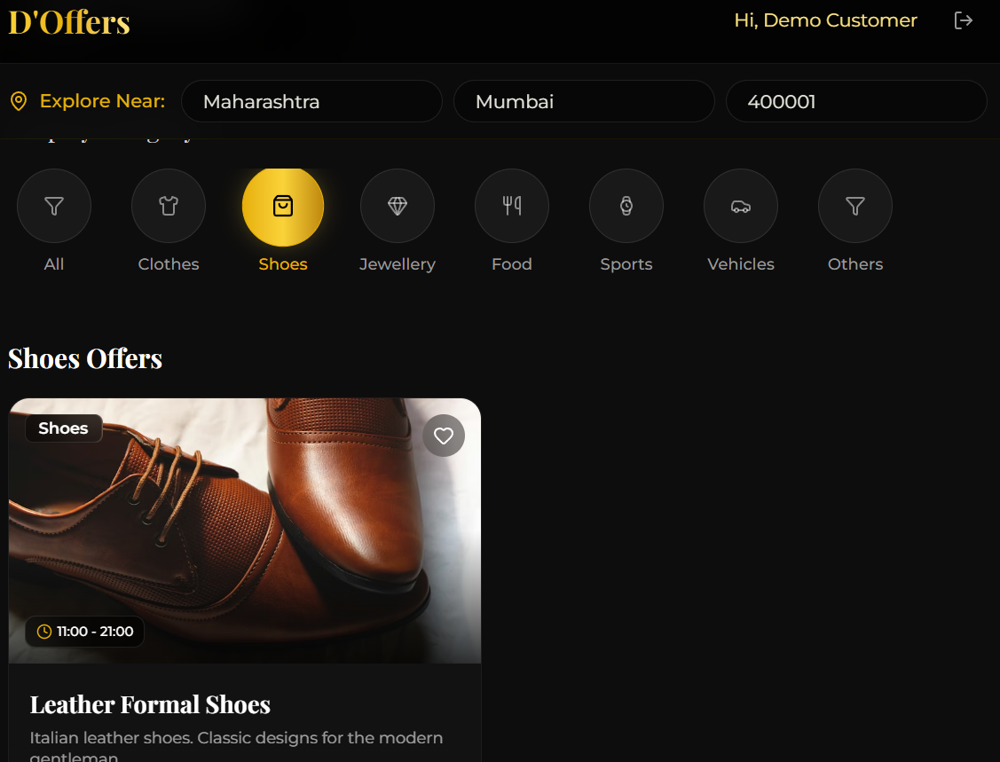 D'Offers
Hi, Demo Customer
Explore Near:
Maharashtra
Mumbai
400001
All
Clothes
Shoes
Jewellery
Food
Sports
Vehicles
Others
Shoes Offers
Shoes
11:00 - 21:00
Leather Formal Shoes
Italian leather shoes. Classic designs for the modern
gentleman.